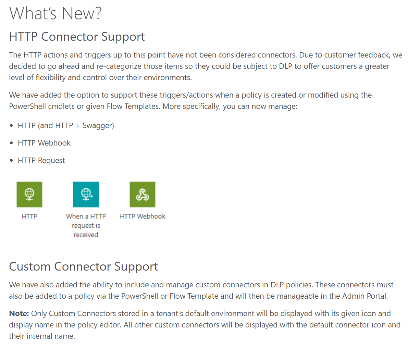 What's New?
HTTP Connector Support
The HTTP actions and triggers up to this point have not been considered connectors. Due to customer feedback, we
decided to go ahead and re-categorize those items so they could be subject to DLP to offer customers a greater
level of flexibility and control over their environments.
We have added the option to support these triggers/actions when a policy is created or modified using the
PowerShell cmdlets or given Flow Templates. More specifically, you can now manage:
• HTTP (and HTTP + Swagger)
• HTTP Webhook
• HTTP Request
HTTP
When a HTTP
request is
received
HTTP Webhook
Custom Connector Support
We have also added the ability to include and manage custom connectors in DLP policies. These connectors must
also be added to a policy via the PowerShell or Flow Template and will then be manageable in the Admin Portal.
Note: Only Custom Connectors stored in a tenant's default environment will be displayed with its given icon and
display name in the policy editor. All other custom connectors will be displayed with the default connector icon and
their internal name.